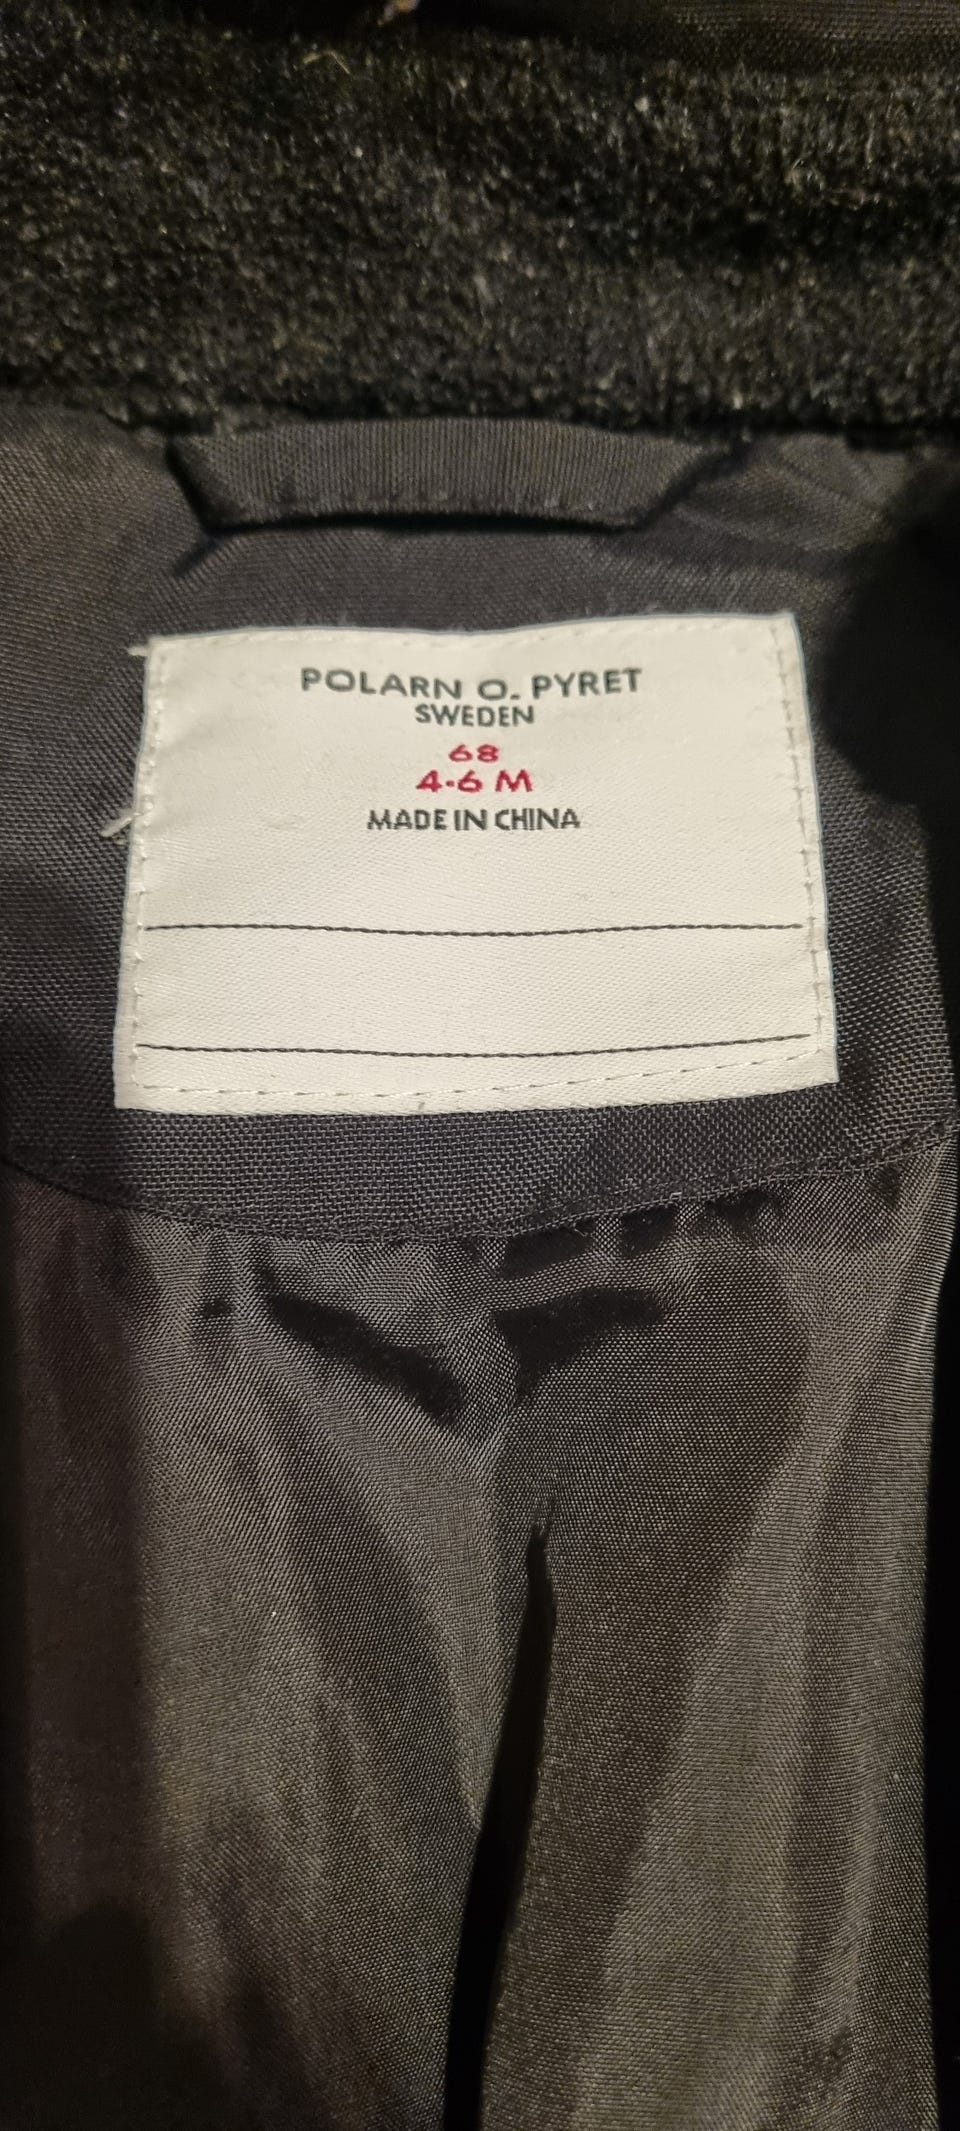 POLARN O. PYRET
SWEDEN
68
4-6 M
MADE IN CHINA